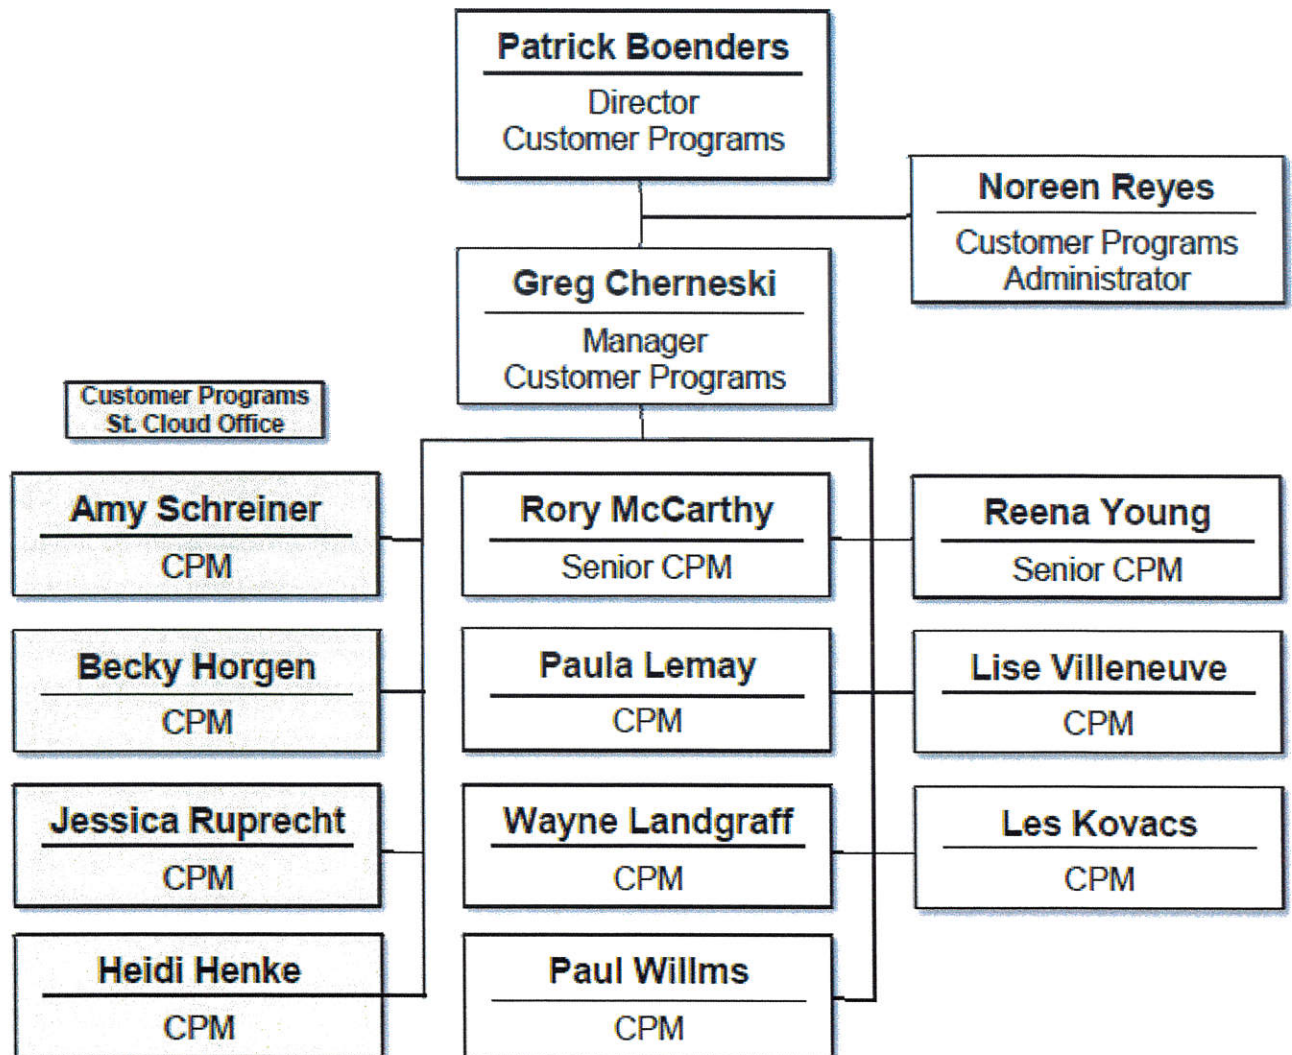 Patrick Boenders
Director
Customer Programs
Noreen Reyes
Customer Programs
Administrator
Greg Cherneski
Manager
Customer Programs
Customer Programs
St. Cloud Office
Amy Schreiner
CPM
Rory McCarthy
Senior CPM
Reena Young
Senior CPM
Becky Horgen
CPM
Paula Lemay
CPM
Lise Villeneuve
CPM
Jessica Ruprecht
CPM
Wayne Landgraff
CPM
Les Kovacs
CPM
Heidi Henke
CPM
Paul Willms
CPM